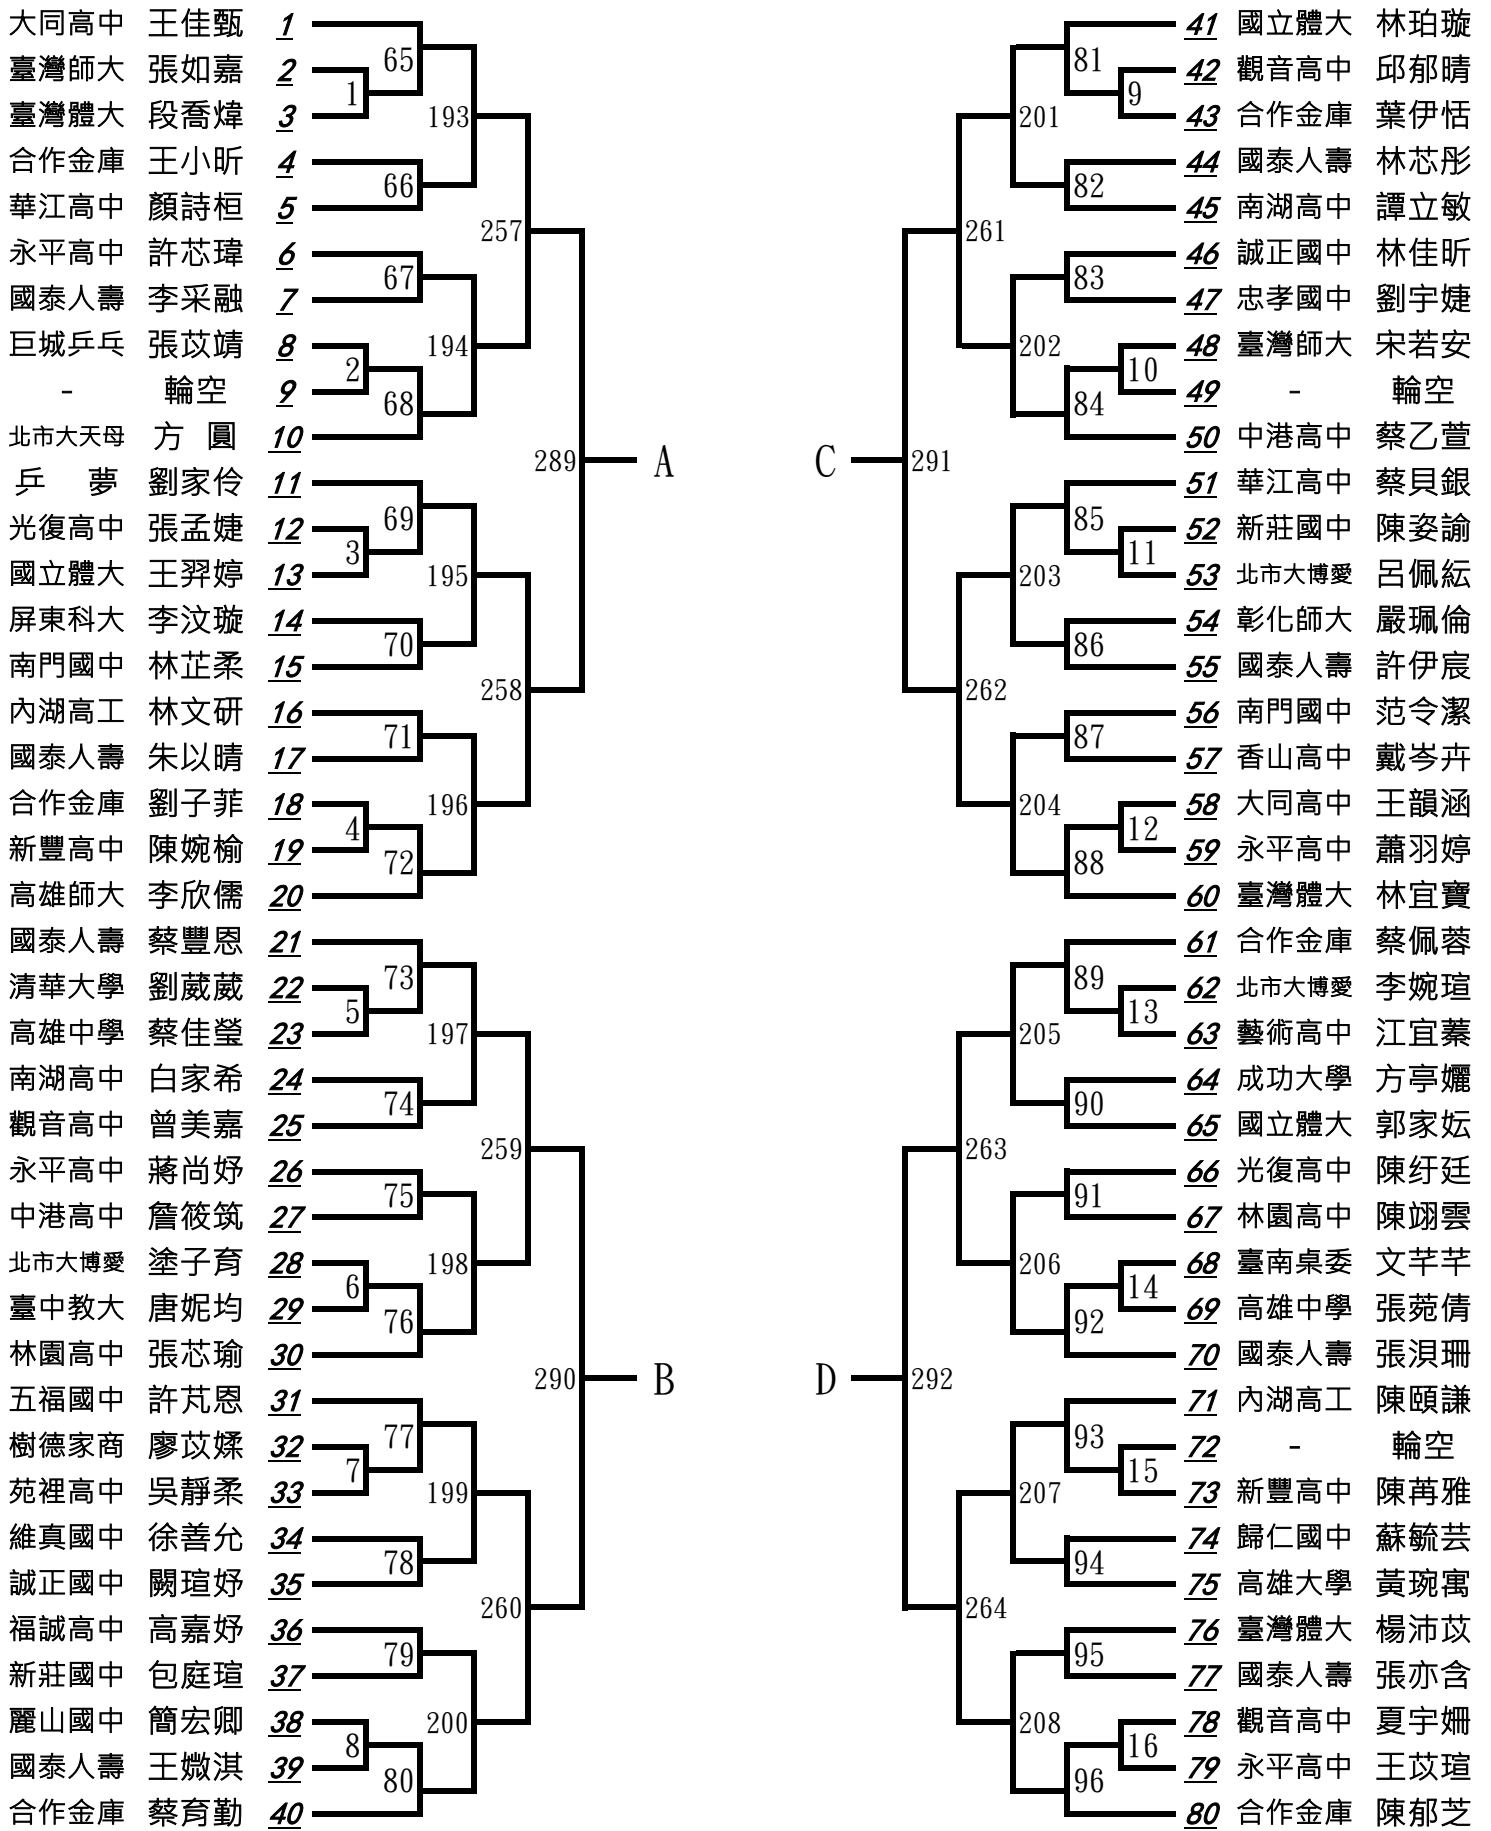 大同高中 王佳甄 1
臺灣師大 張如嘉 2
臺灣體大 段喬煒 3
合作金庫 王小昕 4
華江高中 顏詩桓 5
永平高中 許芯瑋 6
國泰人壽 李采融 7
巨城乒乓 張苡靖 8
- 輪空 9
北市大天母 方圓 10
乒夢 劉家伶 11
光復高中 張孟婕 12
國立體大 王羿婷 13
屏東科大 李汶璇 14
南門國中 林芷柔 15
內湖高工 林文研 16
國泰人壽 朱以晴 17
合作金庫 劉子菲 18
新豐高中 陳婉榆 19
高雄師大 李欣儒 20
國泰人壽 蔡豐恩 21
清華大學 劉葳葳 22
高雄中學 蔡佳瑩 23
南湖高中 白家希 24
觀音高中 曾美嘉 25
永平高中 蔣尚妤 26
中港高中 詹筱筑 27
北市大博愛 塗子育 28
臺中教大 唐妮均 29
林園高中 張芯瑜 30
五福國中 許芃恩 31
樹德家商 廖苡媃 32
苑裡高中 吳靜柔 33
維真國中 徐善允 34
誠正國中 闕瑄妤 35
福誠高中 高嘉妤 36
新莊國中 包庭瑄 37
麗山國中 簡宏卿 38
國泰人壽 王媺淇 39
合作金庫 蔡育勤 40
1
2
3
4
5
6
7
8
65
66
67
68
69
70
71
72
73
74
75
76
77
78
79
80
193
194
195
196
197
198
199
200
257
258
259
260
289
290
A
B
C
D
291
292
261
262
263
264
201
202
203
204
205
206
207
208
81
82
83
84
85
86
87
88
89
90
91
92
93
94
95
96
9
10
11
12
13
14
15
16
41 國立體大 林珀璇
42 觀音高中 邱郁晴
43 合作金庫 葉伊恬
44 國泰人壽 林芯彤
45 南湖高中 譚立敏
46 誠正國中 林佳昕
47 忠孝國中 劉宇婕
48 臺灣師大 宋若安
49 - 輪空
50 中港高中 蔡乙萱
51 華江高中 蔡貝銀
52 新莊國中 陳姿諭
53 北市大博愛 呂佩紜
54 彰化師大 嚴珮倫
55 國泰人壽 許伊宸
56 南門國中 范令潔
57 香山高中 戴岑卉
58 大同高中 王韻涵
59 永平高中 蕭羽婷
60 臺灣體大 林宜寶
61 合作金庫 蔡佩蓉
62 北市大博愛 李婉瑄
63 藝術高中 江宜蓁
64 成功大學 方亭孋
65 國立體大 郭家妘
66 光復高中 陳纡廷
67 林園高中 陳翊雲
68 臺南桌委 文芊芊
69 高雄中學 張菀倩
70 國泰人壽 張浿珊
71 內湖高工 陳頤謙
72 - 輪空
73 新豐高中 陳苒雅
74 歸仁國中 蘇毓芸
75 高雄大學 黃琬寓
76 臺灣體大 楊沛苡
77 國泰人壽 張亦含
78 觀音高中 夏宇姍
79 永平高中 王苡瑄
80 合作金庫 陳郁芝